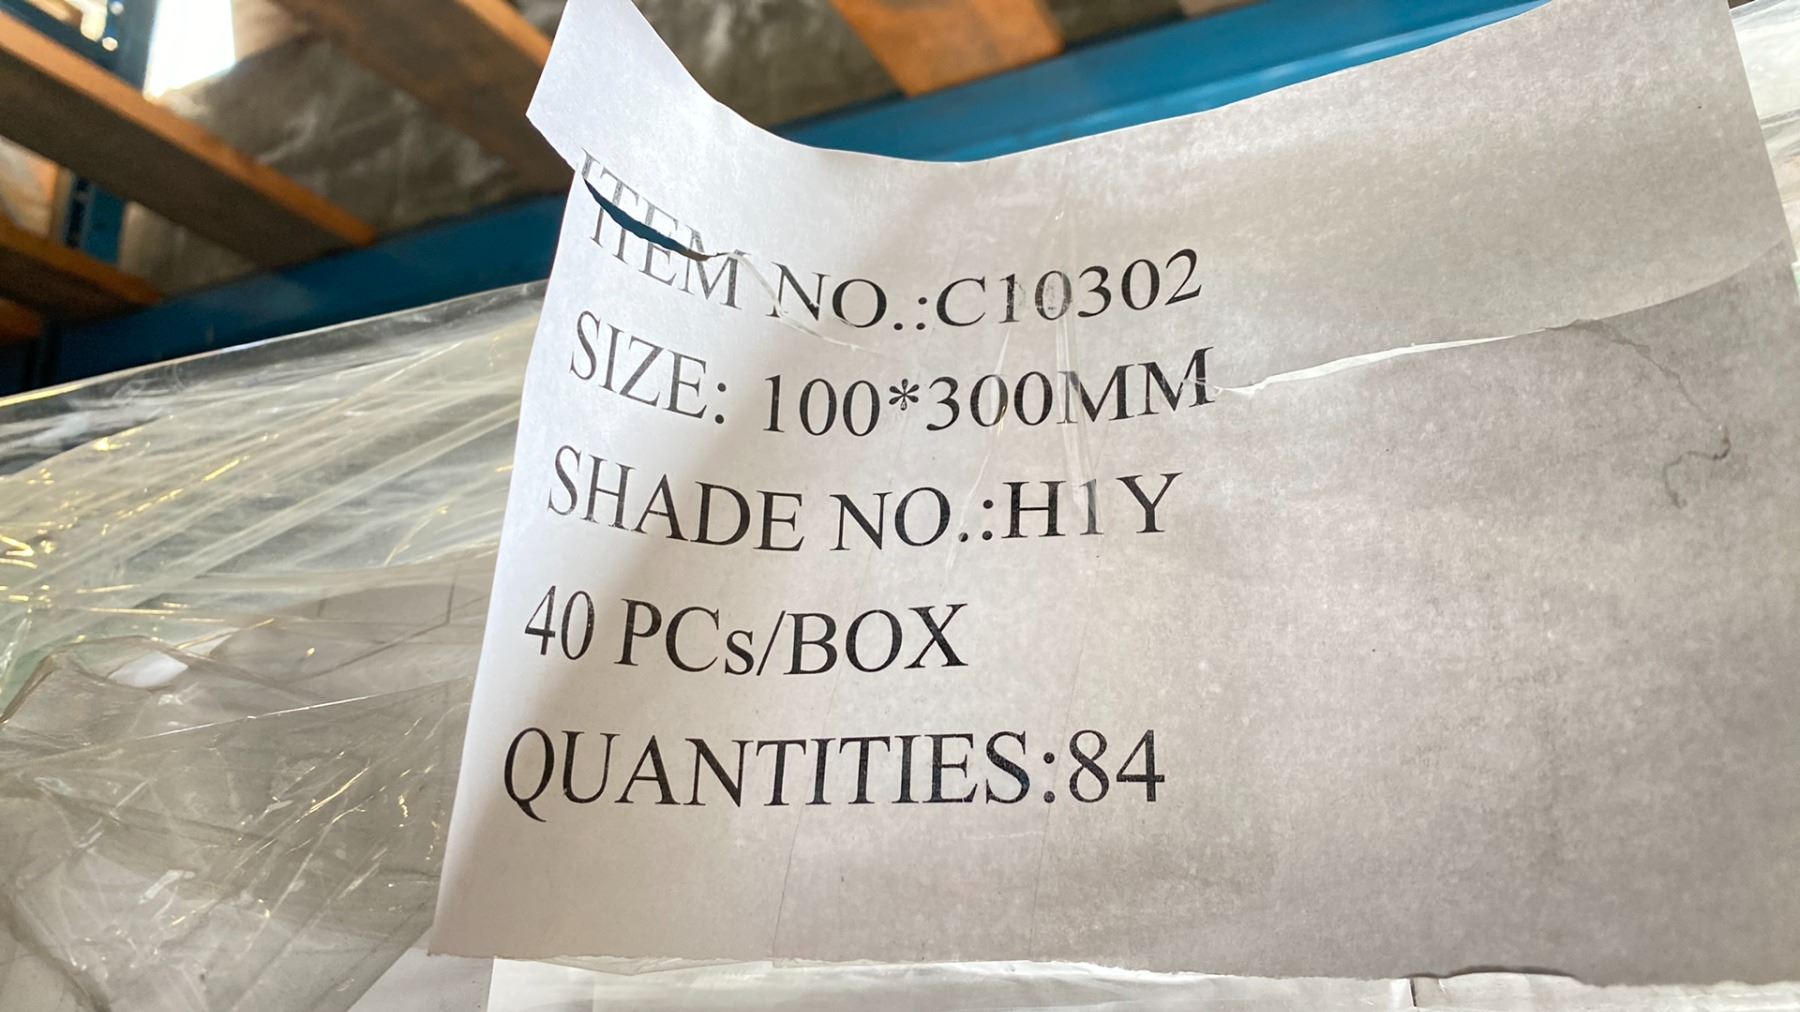 ITEM NO.:C10302
SIZE: 100*300MM
SHADE NO.:H1Y
40 PCs/BOX
QUANTITIES:84